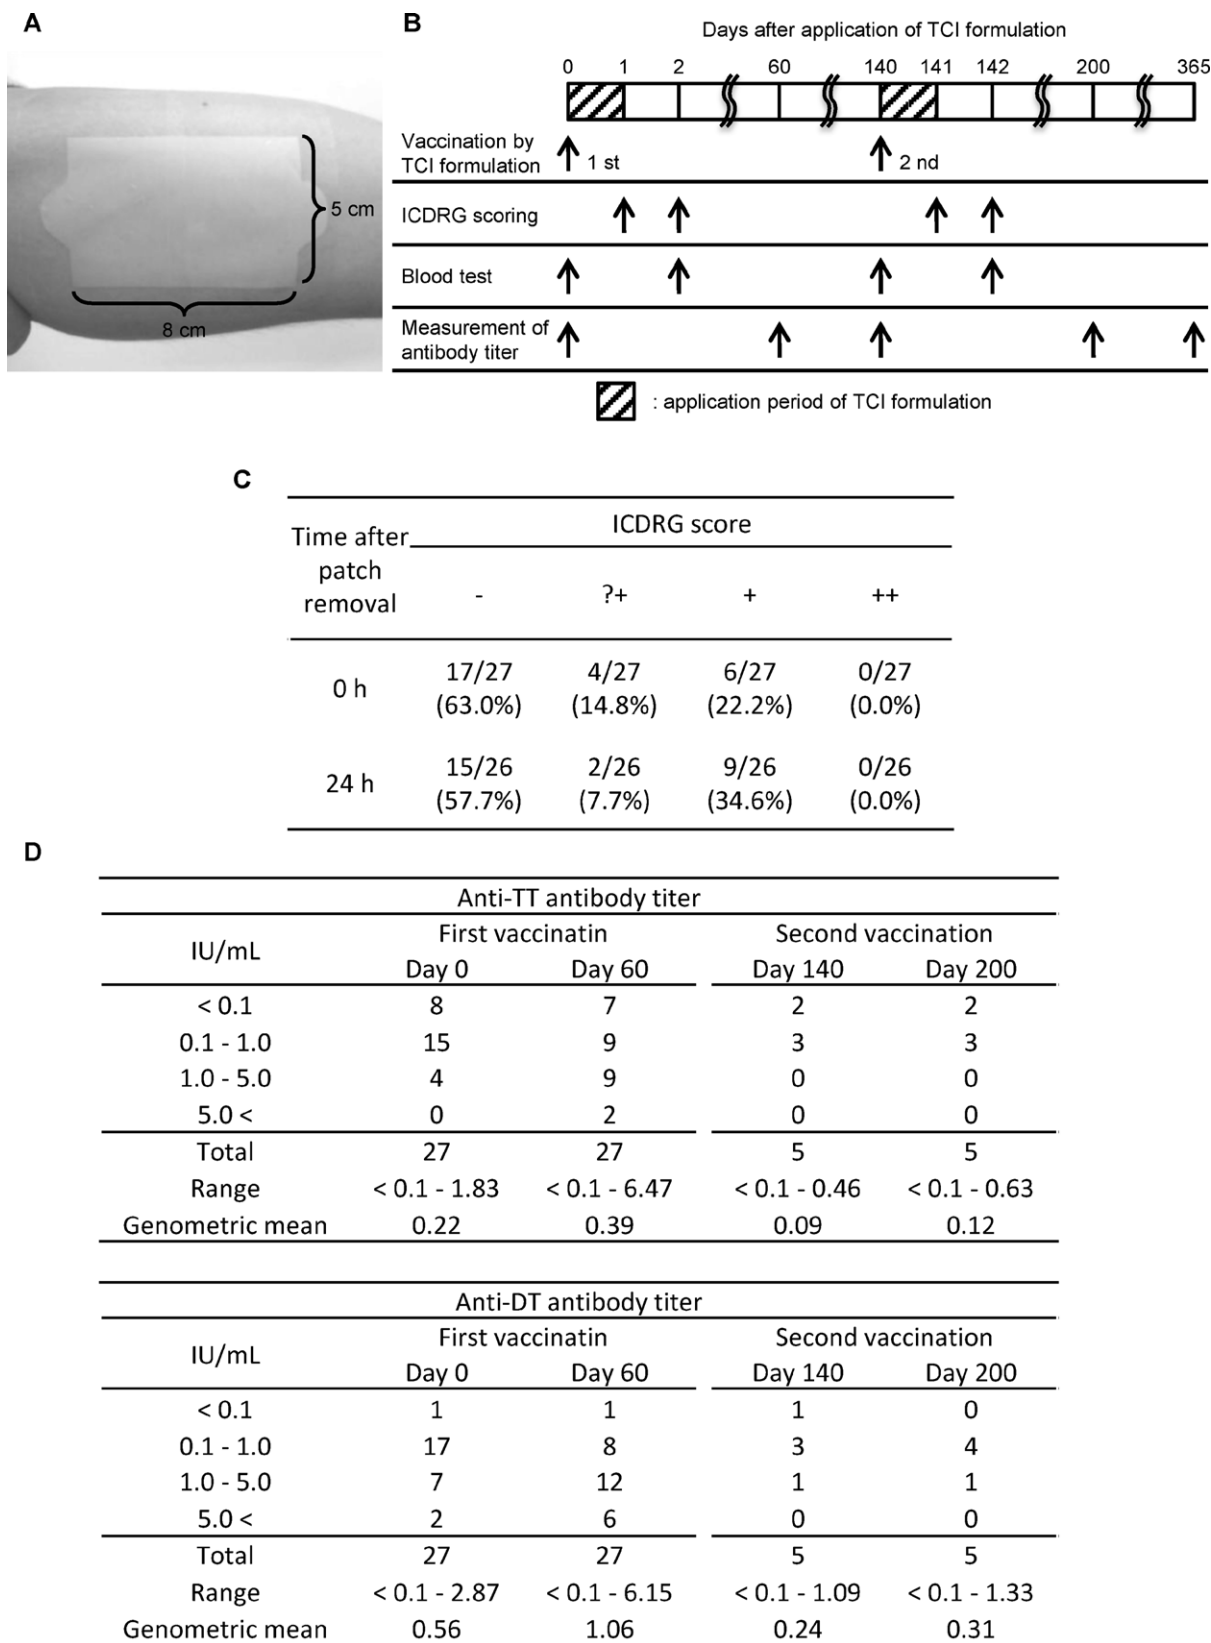 A
5 cm
8 cm
B
Days after application of TCI formulation
0 1 2 60 140 141 142 200 365
Vaccination by
TCI formulation
1 st
2 nd
ICDRG scoring
Blood test
Measurement of
antibody titer
: application period of TCI formulation
C
Time after
patch
removal
ICDRG score
- ?+ + ++
0 h
17/27 4/27 6/27 0/27
(63.0%) (14.8%) (22.2%) (0.0%)
24 h
15/26 2/26 9/26 0/26
(57.7%) (7.7%) (34.6%) (0.0%)
D
Anti-TT antibody titer
IU/mL
First vaccinatin Second vaccination
Day 0 Day 60 Day 140 Day 200
< 0.1 8 7 2 2
0.1 - 1.0 15 9 3 3
1.0 - 5.0 4 9 0 0
5.0 < 0 2 0 0
Total 27 27 5 5
Range < 0.1 - 1.83 < 0.1 - 6.47 < 0.1 - 0.46 < 0.1 - 0.63
Genometric mean 0.22 0.39 0.09 0.12
Anti-DT antibody titer
IU/mL
First vaccinatin Second vaccination
Day 0 Day 60 Day 140 Day 200
< 0.1 1 1 1 0
0.1 - 1.0 17 8 3 4
1.0 - 5.0 7 12 1 1
5.0 < 2 6 0 0
Total 27 27 5 5
Range < 0.1 - 2.87 < 0.1 - 6.15 < 0.1 - 1.09 < 0.1 - 1.33
Genometric mean 0.56 1.06 0.24 0.31